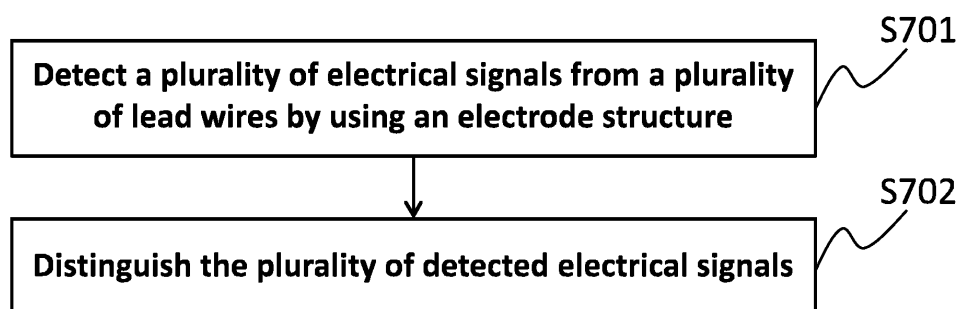 S701
Detect a plurality of electrical signals from a plurality
of lead wires by using an electrode structure
S702
Distinguish the plurality of detected electrical signals